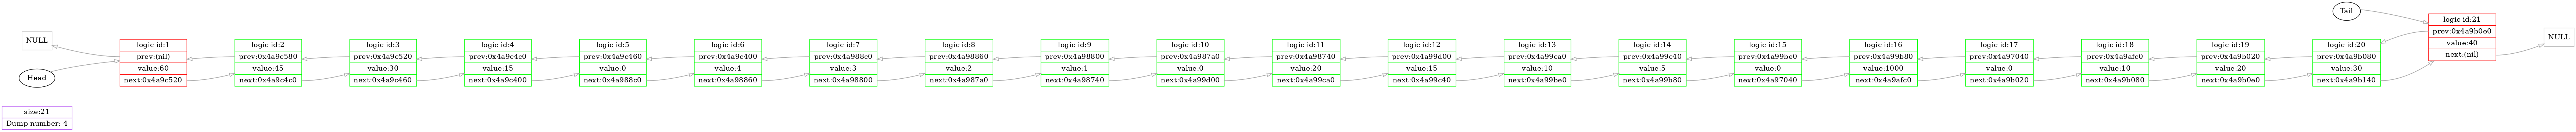 NULL
Head
logic id:1
prev:(nil)
value:60
next:0x4a9c520
logic id:2
prev:0x4a9c580
value:45
next:0x4a9c4c0
logic id:3
prev:0x4a9c520
value:30
next:0x4a9c460
logic id:4
prev:0x4a9c4c0
value:15
next:0x4a9c400
logic id:5
prev:0x4a9c460
value:0
next:0x4a988c0
logic id:6
prev:0x4a9c400
value:4
next:0x4a98860
logic id:7
prev:0x4a988c0
value:3
next:0x4a98800
logic id:8
prev:0x4a98860
value:2
next:0x4a987a0
logic id:9
prev:0x4a98800
value:1
next:0x4a98740
logic id:10
prev:0x4a987a0
value:0
next:0x4a99d00
logic id:11
prev:0x4a98740
value:20
next:0x4a99ca0
logic id:12
prev:0x4a99d00
value:15
next:0x4a99c40
logic id:13
prev:0x4a99ca0
value:10
next:0x4a99be0
logic id:14
prev:0x4a99c40
value:5
next:0x4a99b80
logic id:15
prev:0x4a99be0
value:0
next:0x4a97040
logic id:16
prev:0x4a99b80
value:1000
next:0x4a9afc0
logic id:17
prev:0x4a97040
value:0
next:0x4a9b020
logic id:18
prev:0x4a9afc0
value:10
next:0x4a9b080
logic id:19
prev:0x4a9b020
value:20
next:0x4a9b0e0
logic id:20
prev:0x4a9b080
value:30
next:0x4a9b140
Tail
logic id:21
prev:0x4a9b0e0
value:40
next:(nil)
NULL
size:21
Dump number: 4